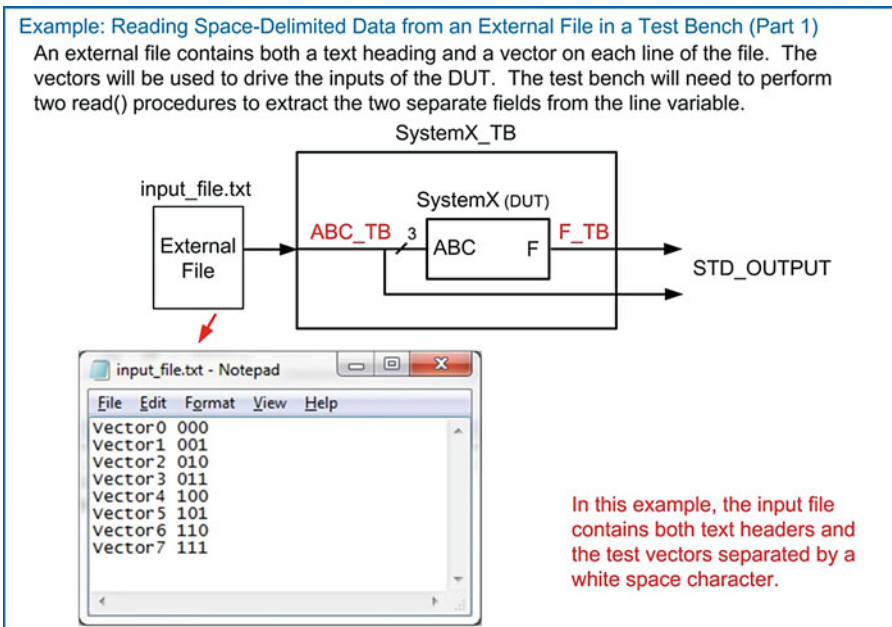 Example: Reading Space-Delimited Data from an External File in a Test Bench (Part 1)
An external file contains both a text heading and a vector on each line of the file. The
vectors will be used to drive the inputs of the DUT. The test bench will need to perform
two read() procedures to extract the two separate fields from the line variable.
SystemX_TB
input_file.txt
SystemX (DUT)
External
File
ABC_TB
3
ABC
F
F_TB
STD_OUTPUT
input_file.txt - Notepad
File Edit Format View Help
Vector0 000
Vector1 001
Vector2 010
Vector3 011
Vector4 100
Vector5 101
Vector6 110
Vector7 111
In this example, the input file
contains both text headers and
the test vectors separated by a
white space character.